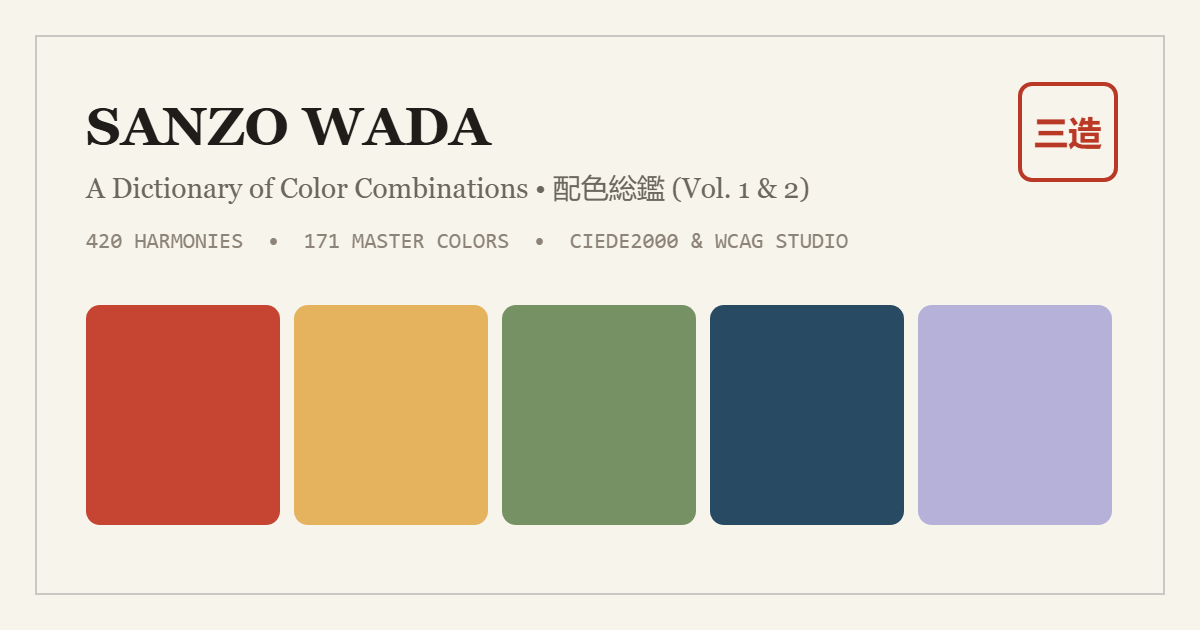 SANZO WADA
三造
A Dictionary of Color Combinations • 配色総鑑 (Vol. 1 & 2)
420 HARMONIES • 171 MASTER COLORS • CIEDE2000 & WCAG STUDIO